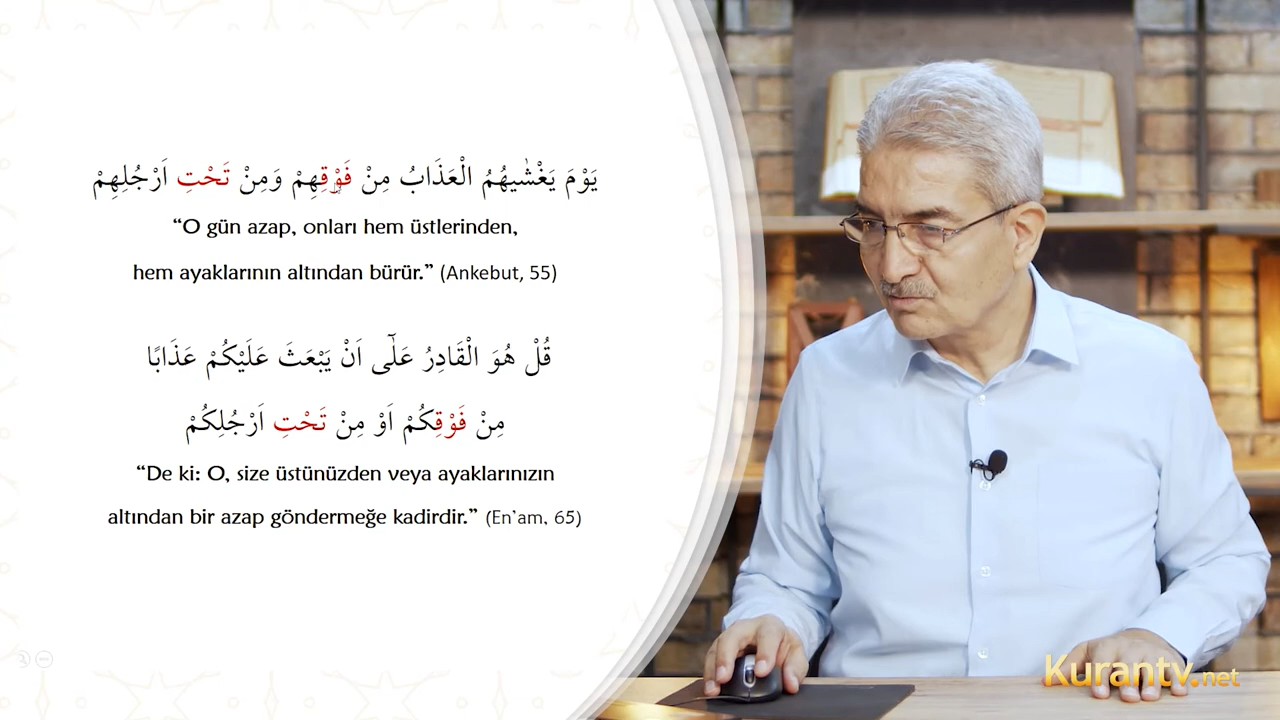 يَوْمَ يَغْشٰيهُمُ الْعَذَابُ مِنْ فَوْقِهِمْ وَمِنْ تَحْتِ اَرْجُلِهِمْ
“O gün azap, onları hem üstlerinden,
hem ayaklarının altından bürür.” (Ankebut, 55)
قُلْ هُوَ الْقَادِرُ عَلٰٓى اَنْ يَبْعَثَ عَلَيْكُمْ عَذَابًا
مِنْ فَوْقِكُمْ اَوْ مِنْ تَحْتِ اَرْجُلِكُمْ
“De ki: O, size üstünüzden veya ayaklarınızın
altından bir azap göndermeğe kadirdir.” (En’am, 65)
Kurantv.net